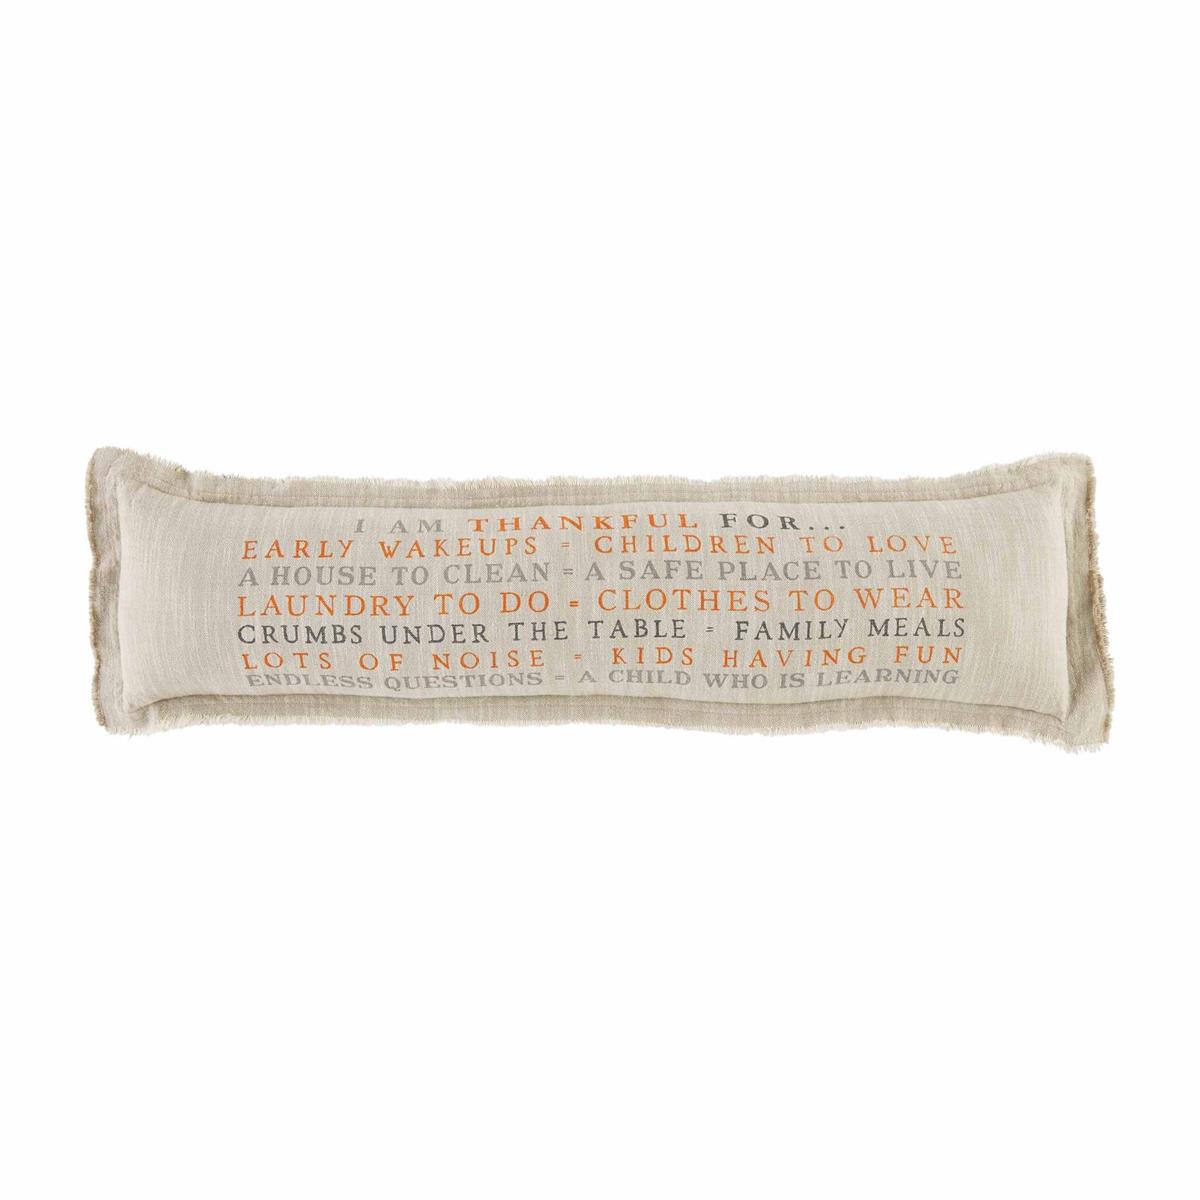 I AM THANKFUL FOR...
EARLY WAKEUPS = CHILDREN TO LOVE
A HOUSE TO CLEAN = A SAFE PLACE TO LIVE
LAUNDRY TO DO = CLOTHES TO WEAR
CRUMBS UNDER THE TABLE = FAMILY MEALS
LOTS OF NOISE = KIDS HAVING FUN
ENDLESS QUESTIONS = A CHILD WHO IS LEARNING